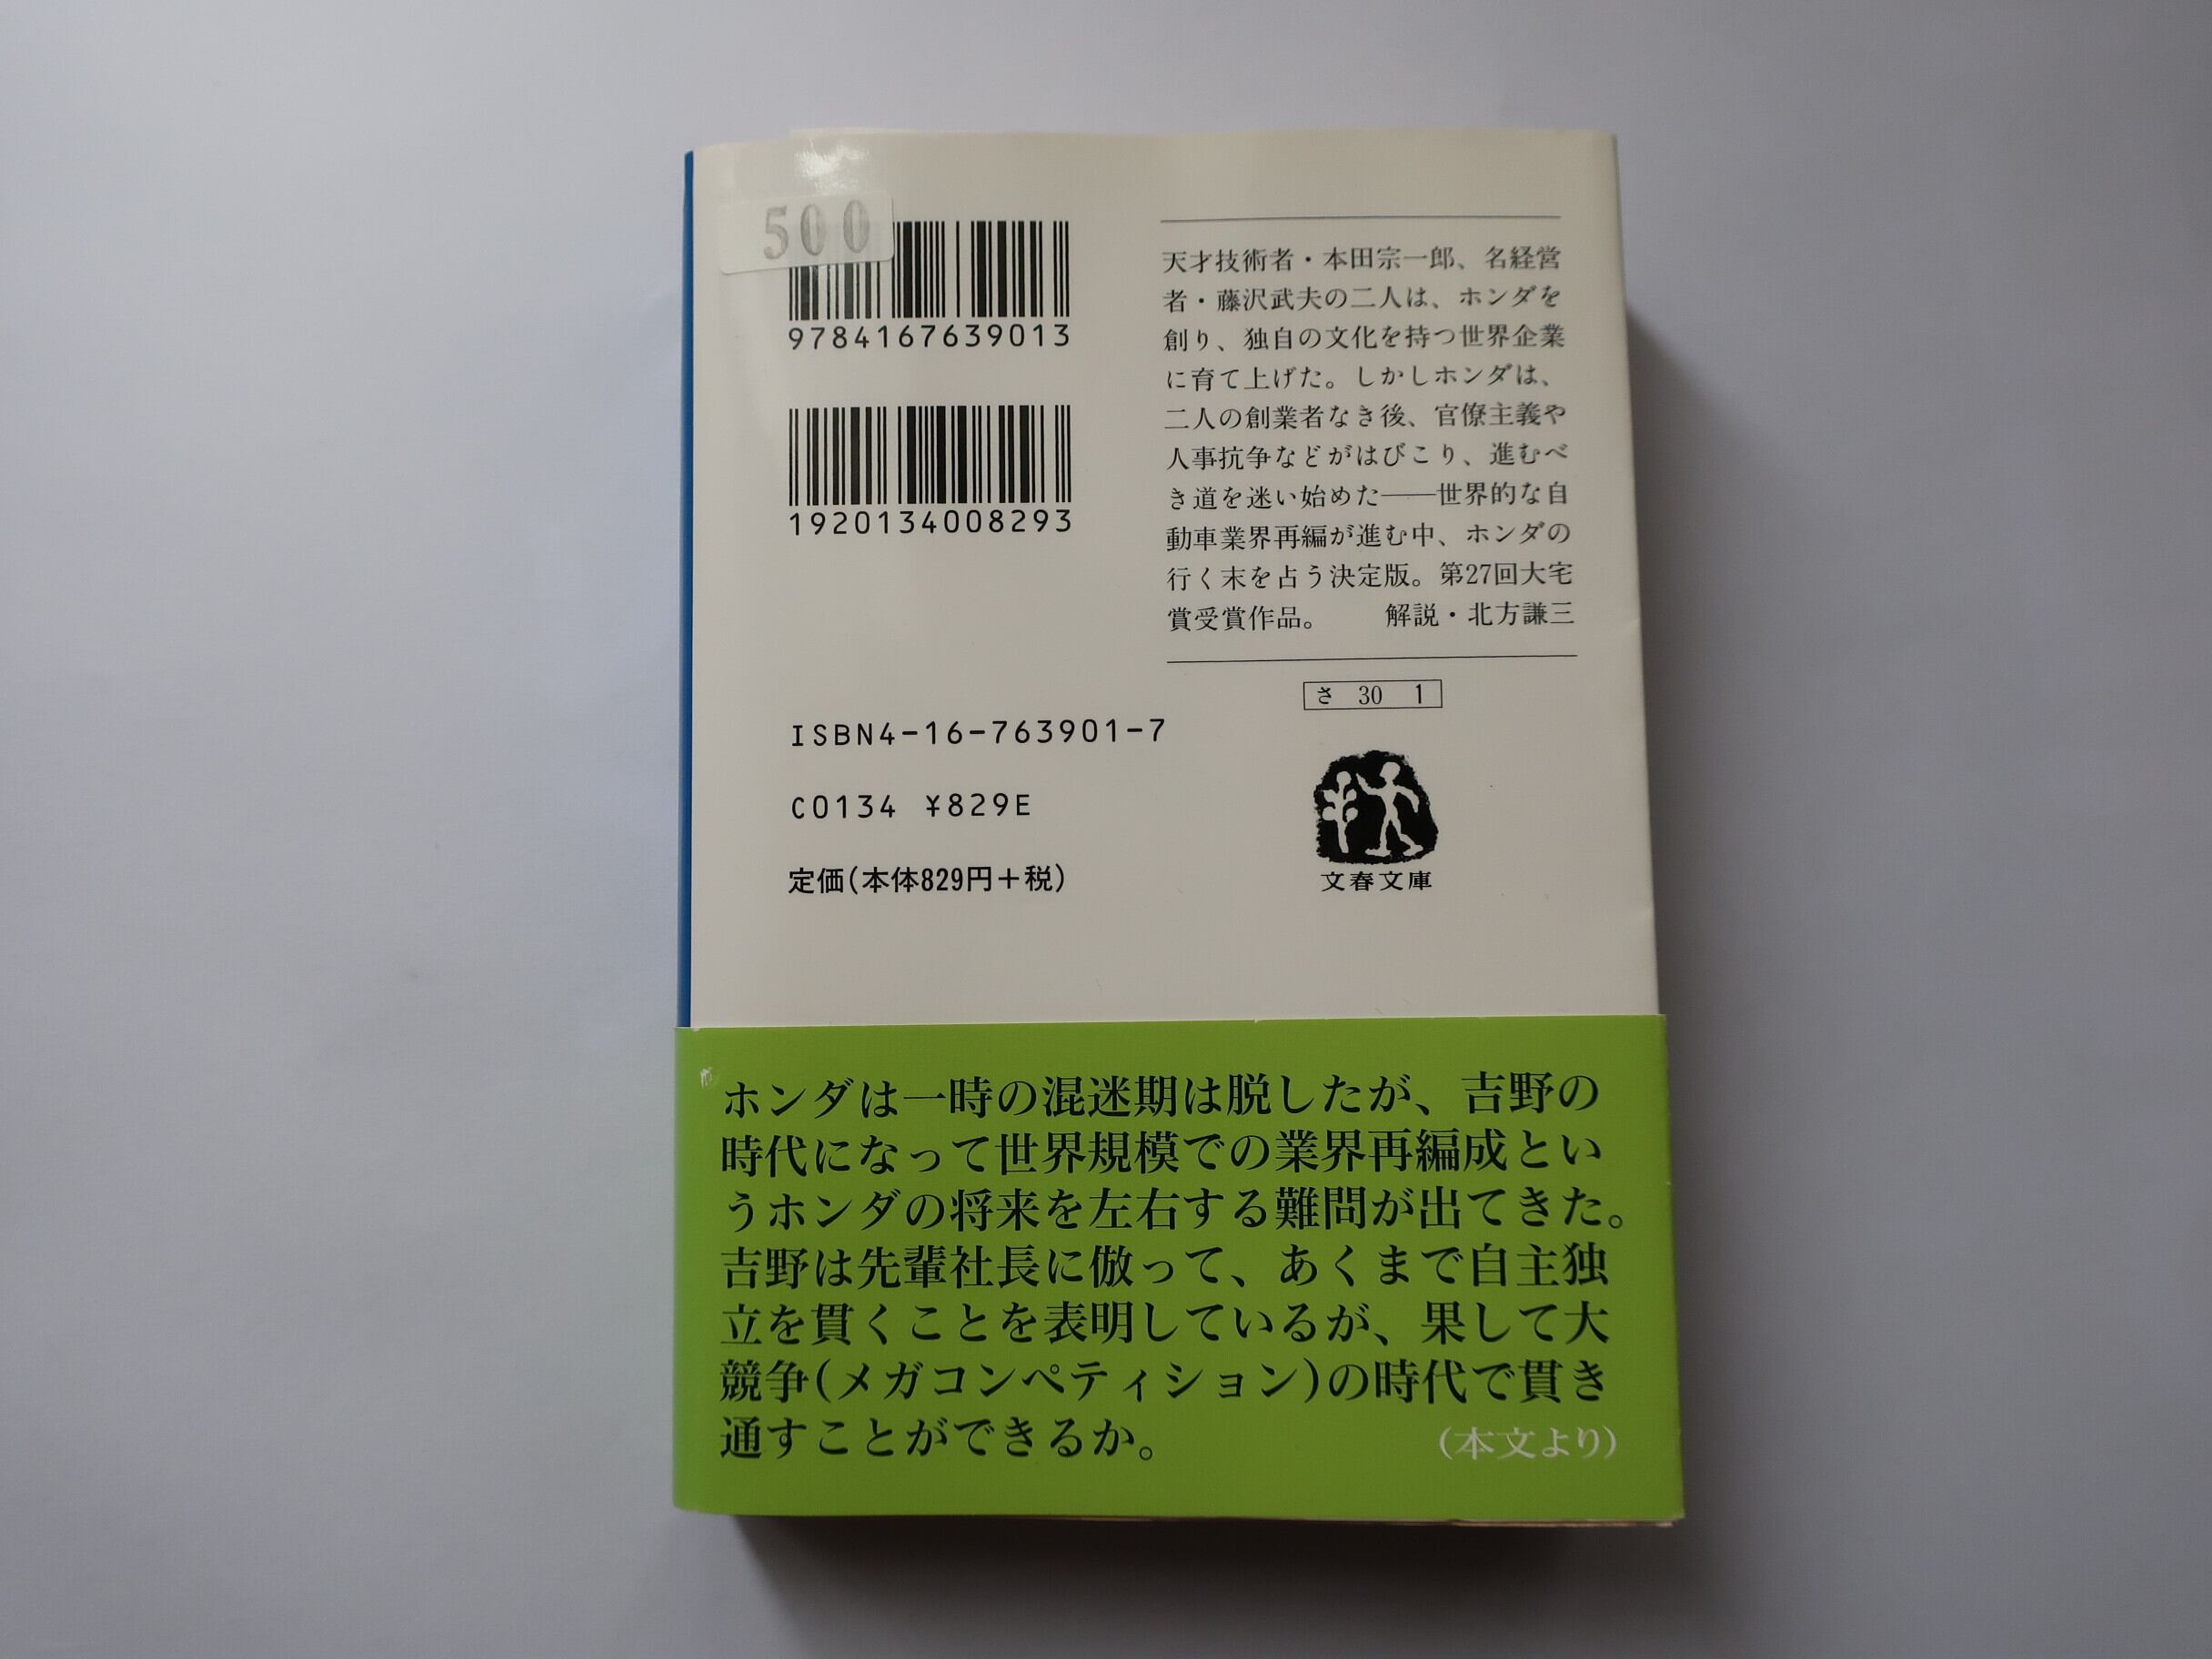 500
9784167639013
1920134008293
天才技術者・本田宗一郎、名経営
者・藤沢武夫の二人は、ホンダを
創り、独自の文化を持つ世界企業
に育て上げた。しかしホンダは、
二人の創業者なき後、官僚主義や
人事抗争などがはびこり、進むべ
き道を迷い始めた――世界的な自
動車業界再編が進む中、ホンダの
行く末を占う決定版。第27回大宅
賞受賞作品。　　解説・北方謙三
さ 30 1
文春文庫
ISBN4-16-763901-7
C0134 ¥829E
定価(本体829円+税)
ホンダは一時の混迷期は脱したが、吉野の
時代になって世界規模での業界再編成とい
うホンダの将来を左右する難問が出てきた。
吉野は先輩社長に倣って、あくまで自主独
立を貫くことを表明しているが、果して大
競争(メガコンペティション)の時代で貫き
通すことができるか。　　(本文より)